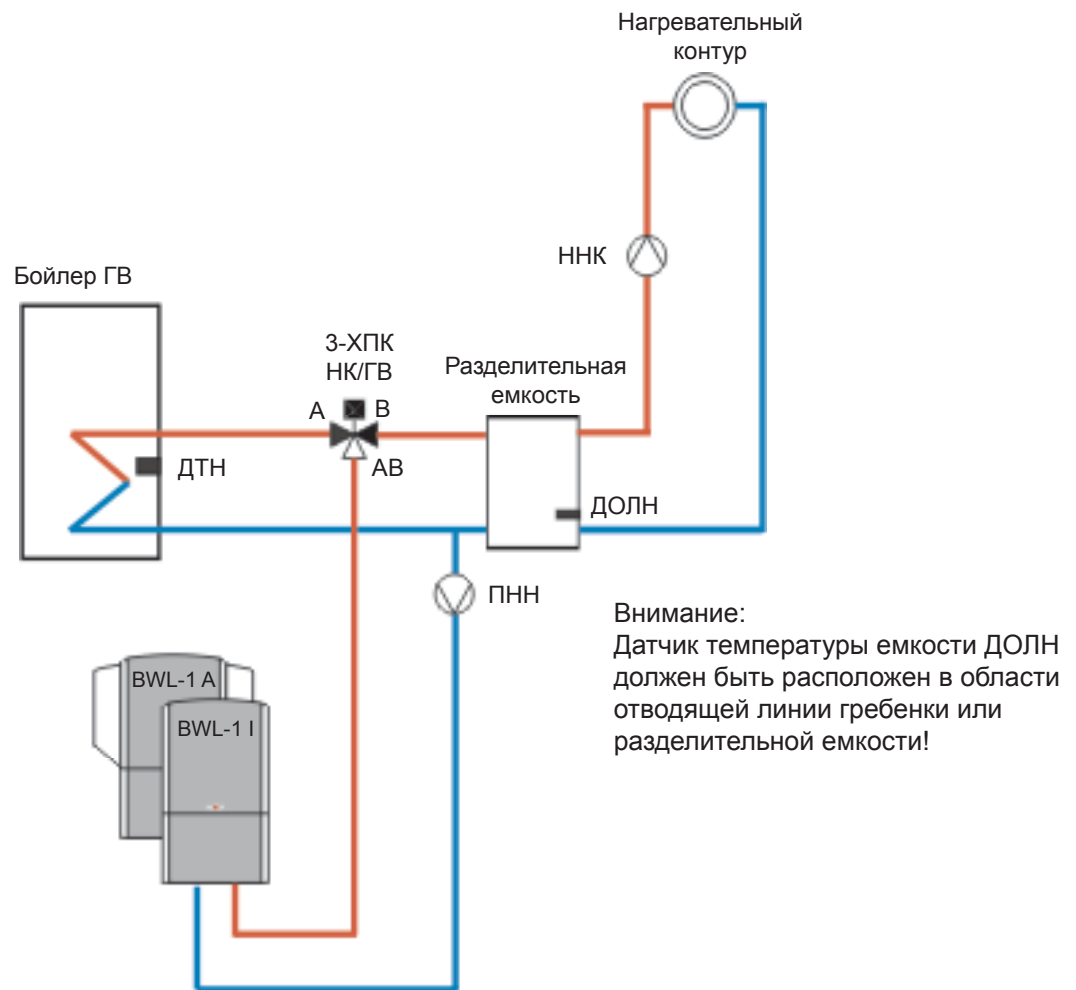 Нагревательный
контур
ННК
Бойлер ГВ
3-ХПК
НК/ГВ
Разделительная
емкость
A
B
ДТН
AB
ДОЛН
ПНН
Внимание:
Датчик температуры емкости ДОЛН
должен быть расположен в области
отводящей линии гребенки или
разделительной емкости!
BWL-1 A
BWL-1 I